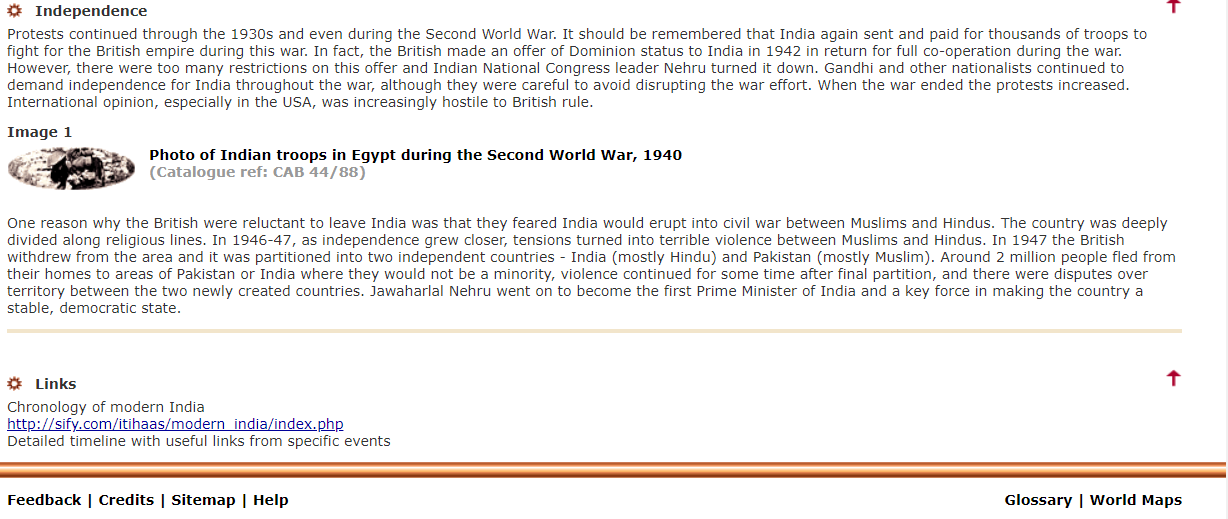 Independence
Protests continued through the 1930s and even during the Second World War. It should be remembered that India again sent and paid for thousands of troops to
fight for the British empire during this war. In fact, the British made an offer of Dominion status to India in 1942 in return for full co-operation during the war.
However, there were too many restrictions on this offer and Indian National Congress leader Nehru turned it down. Gandhi and other nationalists continued to
demand independence for India throughout the war, although they were careful to avoid disrupting the war effort. When the war ended the protests increased.
International opinion, especially in the USA, was increasingly hostile to British rule.
Image 1
Photo of Indian troops in Egypt during the Second World War, 1940
(Catalogue ref: CAB 44/88)
One reason why the British were reluctant to leave India was that they feared India would erupt into civil war between Muslims and Hindus. The country was deeply
divided along religious lines. In 1946-47, as independence grew closer, tensions turned into terrible violence between Muslims and Hindus. In 1947 the British
withdrew from the area and it was partitioned into two independent countries - India (mostly Hindu) and Pakistan (mostly Muslim). Around 2 million people fled from
their homes to areas of Pakistan or India where they would not be a minority, violence continued for some time after final partition, and there were disputes over
territory between the two newly created countries. Jawaharlal Nehru went on to become the first Prime Minister of India and a key force in making the country a
stable, democratic state.
Links
Chronology of modern India
http://sify.com/itihaas/modern_india/index.php
Detailed timeline with useful links from specific events
Feedback | Credits | Sitemap | Help
Glossary | World Maps